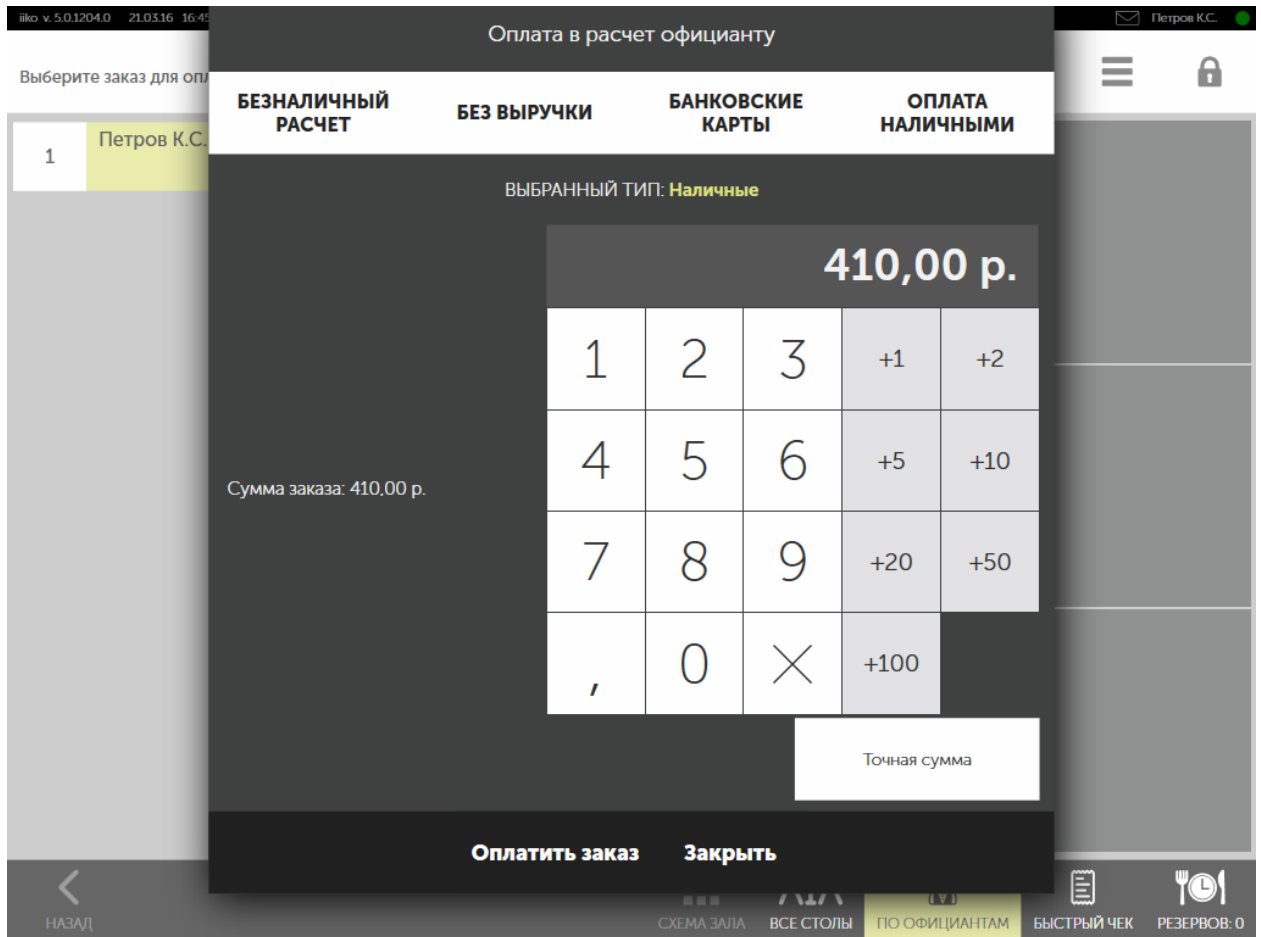 iiko v. 5.0.1204.0 21.03.16 16:45
Петров К.С.
Оплата в расчет официанту
Выберите заказ для опл
БЕЗНАЛИЧНЫЙ РАСЧЕТ
БЕЗ ВЫРУЧКИ
БАНКОВСКИЕ КАРТЫ
ОПЛАТА НАЛИЧНЫМИ
1 Петров К.С.
ВЫБРАННЫЙ ТИП: Наличные
410,00 р.
1 2 3 +1 +2
4 5 6 +5 +10
Сумма заказа: 410,00 р.
7 8 9 +20 +50
, 0 × +100
Точная сумма
Оплатить заказ Закрыть
НАЗАД
СХЕМА ЗАЛА
ВСЕ СТОЛЫ
ПО ОФИЦИАНТАМ
БЫСТРЫЙ ЧЕК
РЕЗЕРВОВ: 0